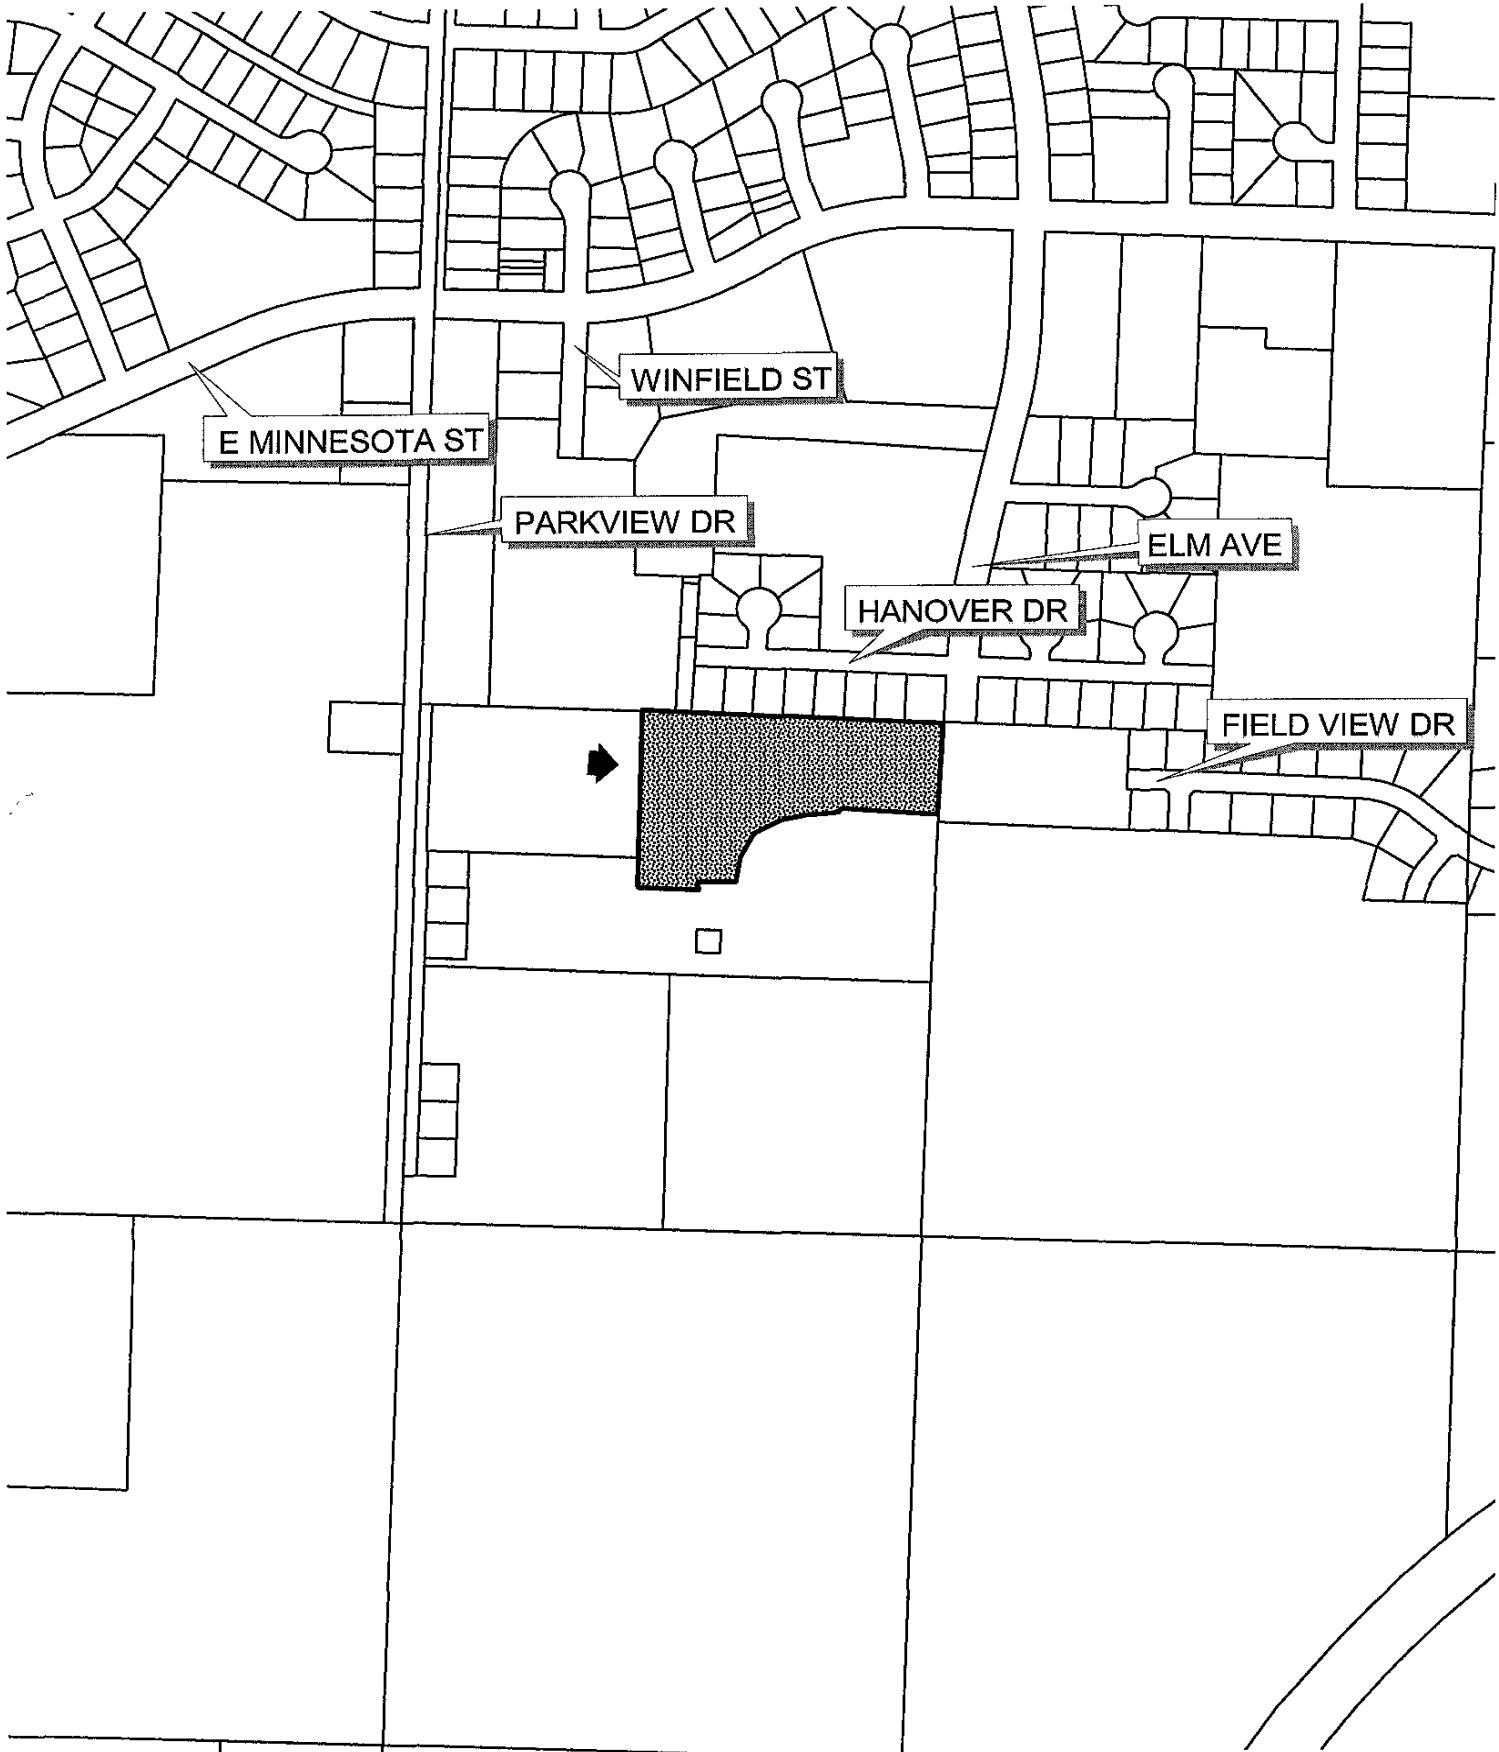 WINFIELD ST
E MINNESOTA ST
PARKVIEW DR
ELM AVE
HANOVER DR
FIELD VIEW DR